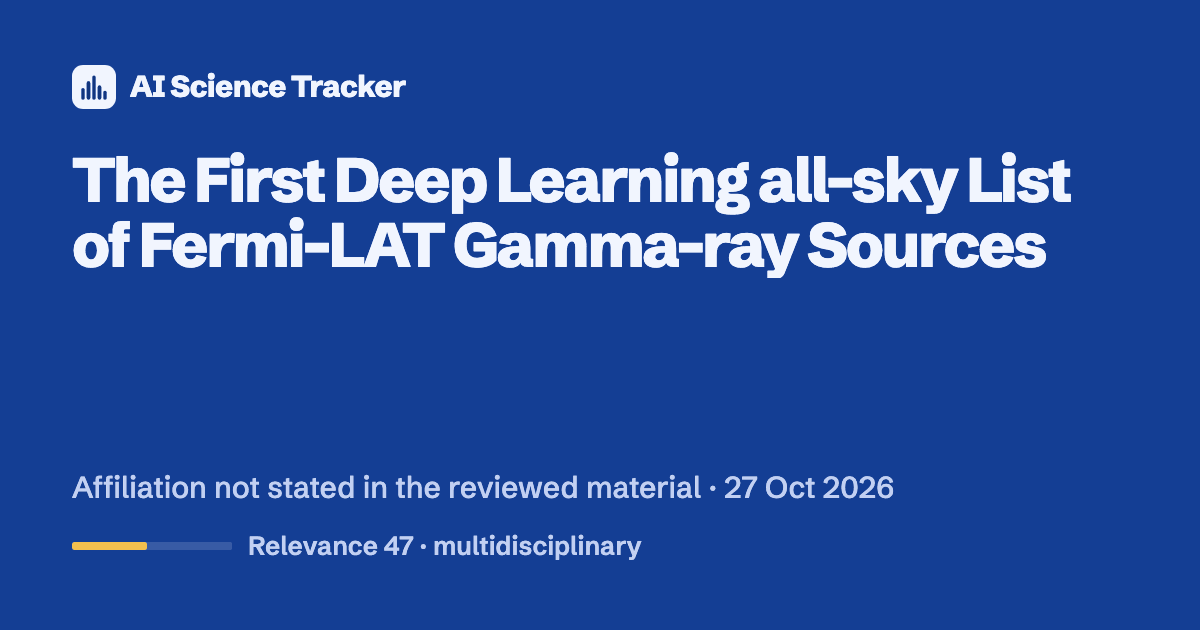 AI Science Tracker
The First Deep Learning all-sky List
of Fermi-LAT Gamma-ray Sources
Affiliation not stated in the reviewed material · 27 Oct 2026
Relevance 47 · multidisciplinary